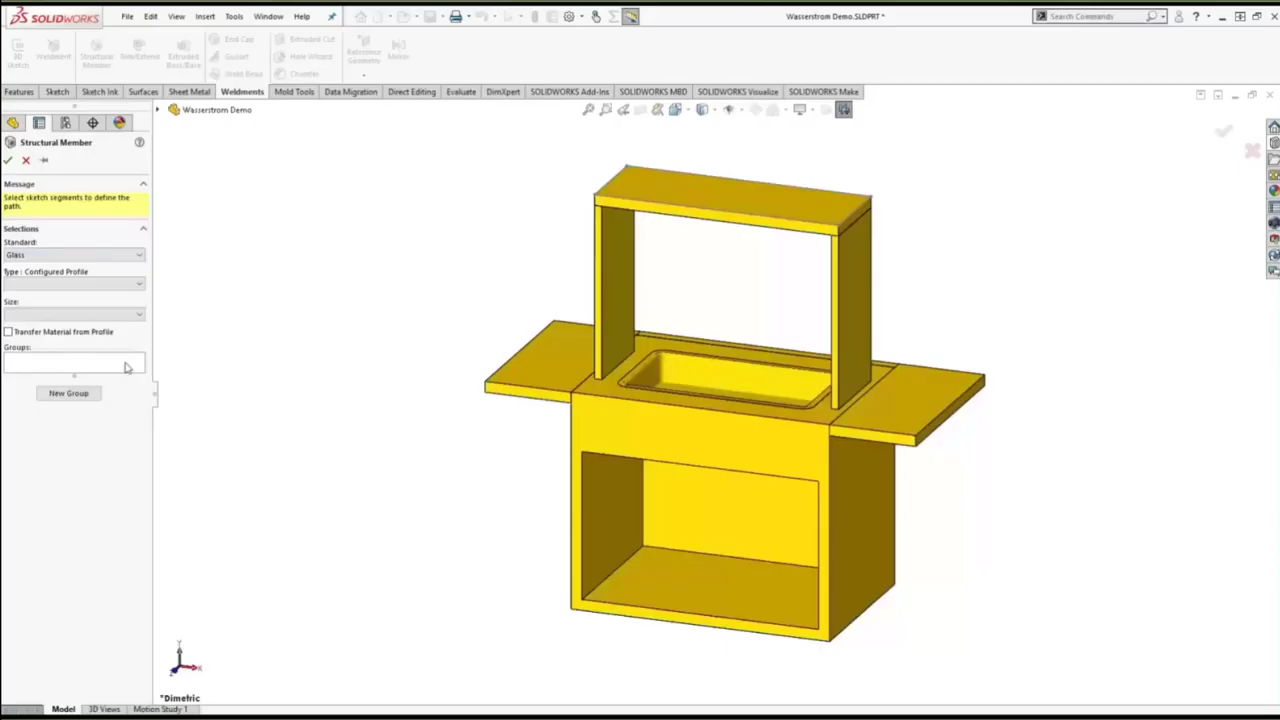 SOLIDWORKS File Edit View Insert Tools Window Help Wasserstrom Demo.SLDPRT * Search Commands
3D Sketch Weldment Structural Member Trim/Extend Extruded Boss/Base End Cap Extruded Cut Reference Geometry Mirror
Gusset Hole Wizard
Weld Bead Chamfer
Features Sketch Sketch Ink Surfaces Sheet Metal Weldments Mold Tools Data Migration Direct Editing Evaluate DimXpert SOLIDWORKS Add-Ins SOLIDWORKS MBD SOLIDWORKS Visualize SOLIDWORKS Make
Wasserstrom Demo
Structural Member
Message
Select sketch segments to define the
path.
Selections
Standard:
Glass
Type : Configured Profile
Size:
Transfer Material from Profile
Groups:
New Group
Y
X
Z
*Dimetric
Model 3D Views Motion Study 1